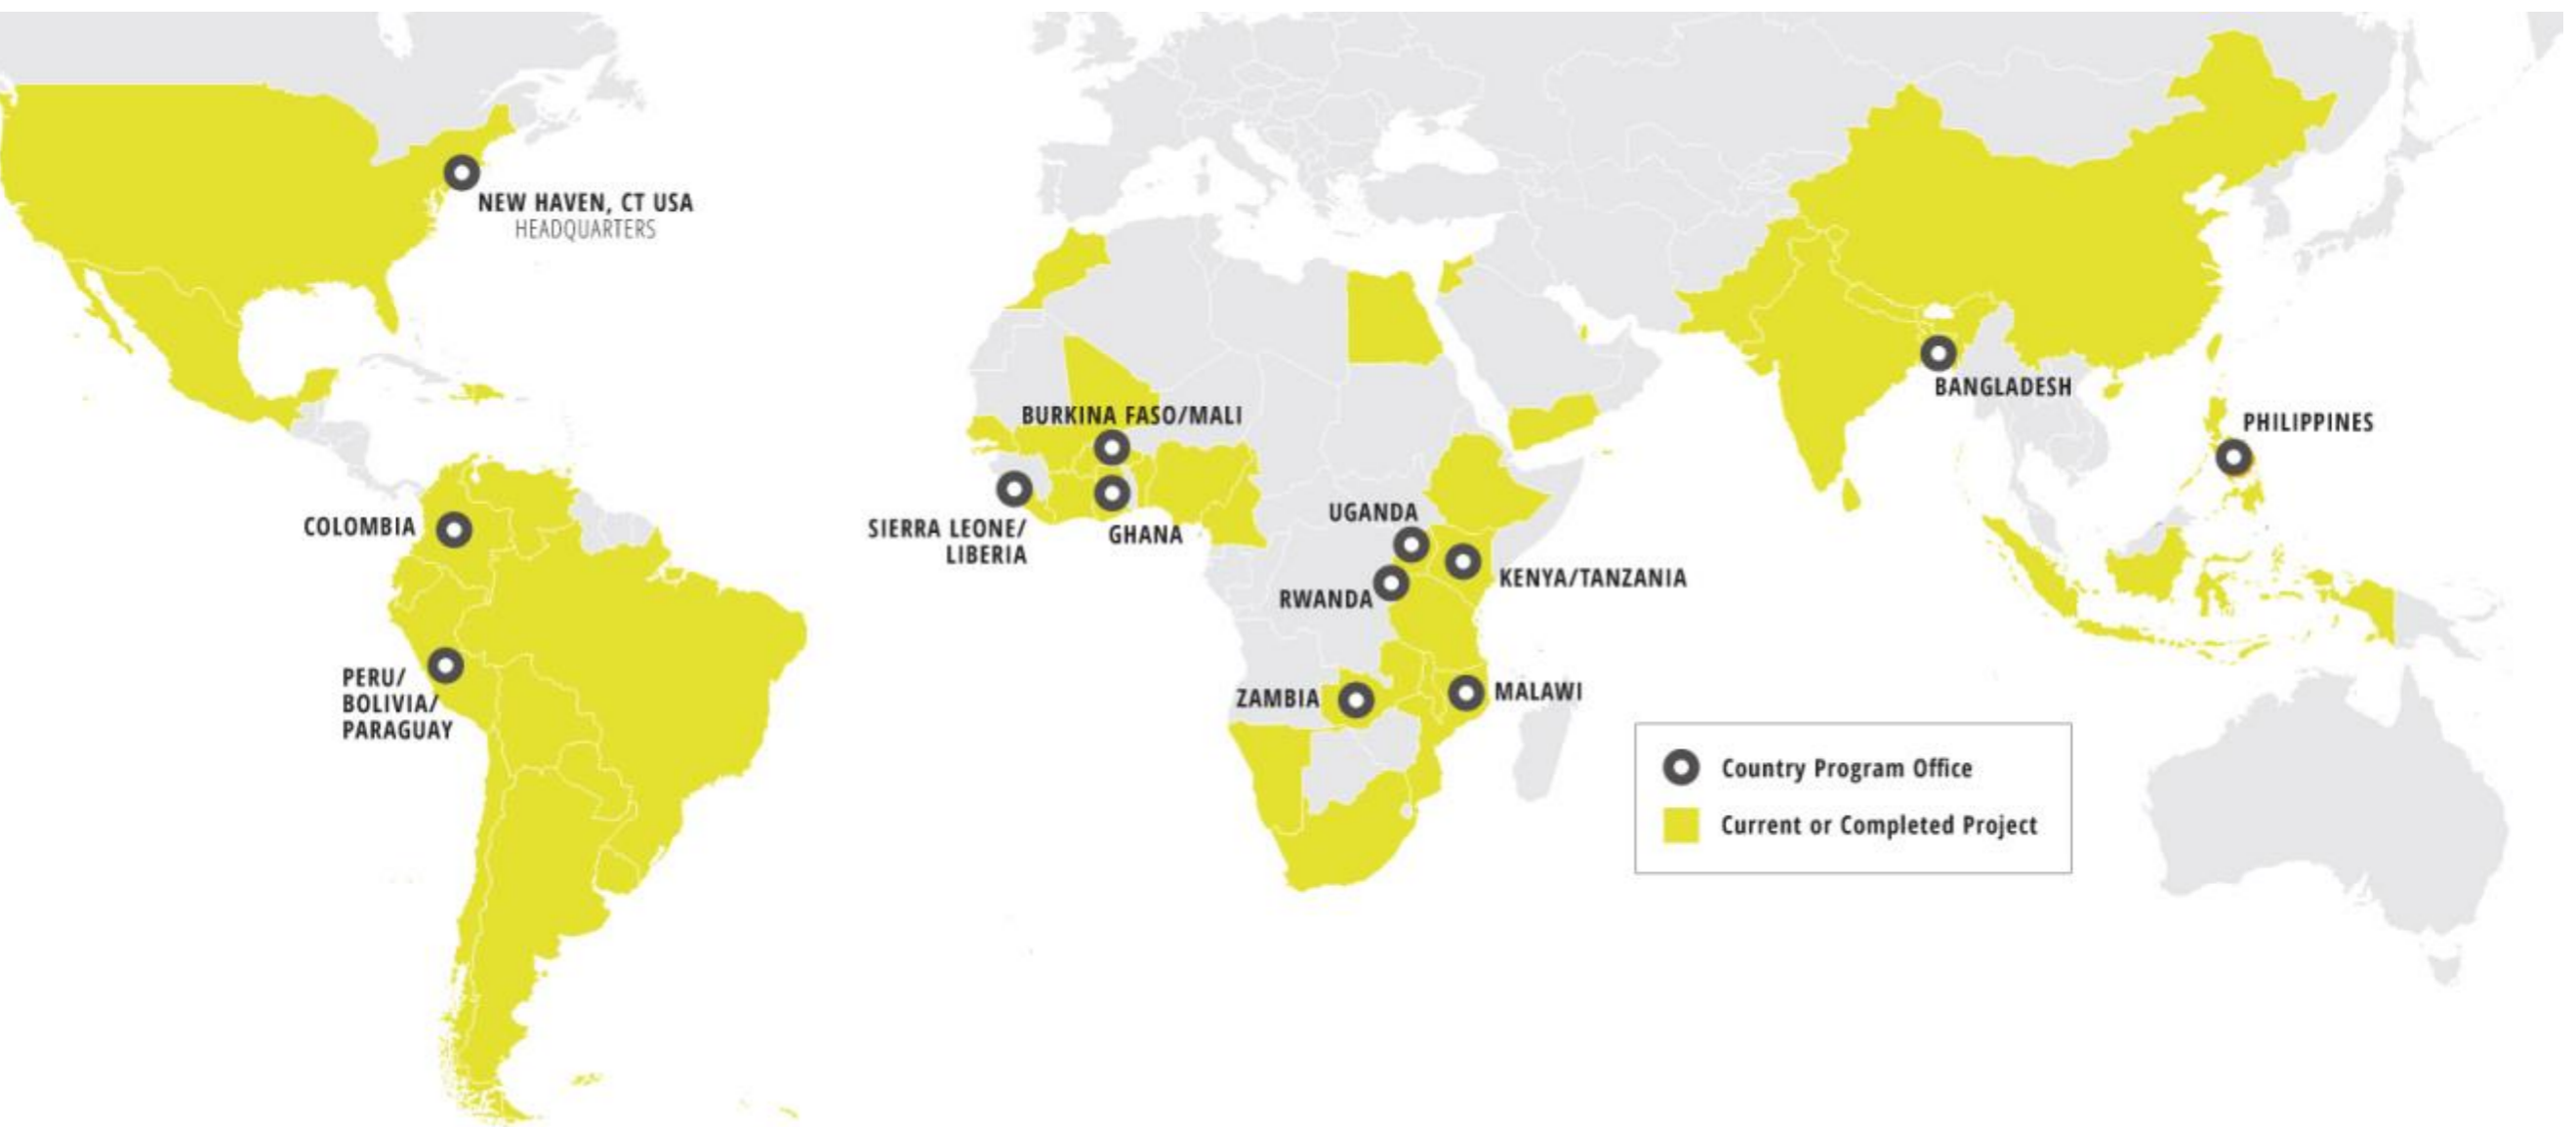 NEW HAVEN, CT USA
HEADQUARTERS
BURKINA FASO/MALI
BANGLADESH
PHILIPPINES
COLOMBIA
SIERRA LEONE/
LIBERIA
GHANA
UGANDA
KENYA/TANZANIA
RWANDA
PERU/
BOLIVIA/
PARAGUAY
ZAMBIA
MALAWI
Country Program Office
Current or Completed Project